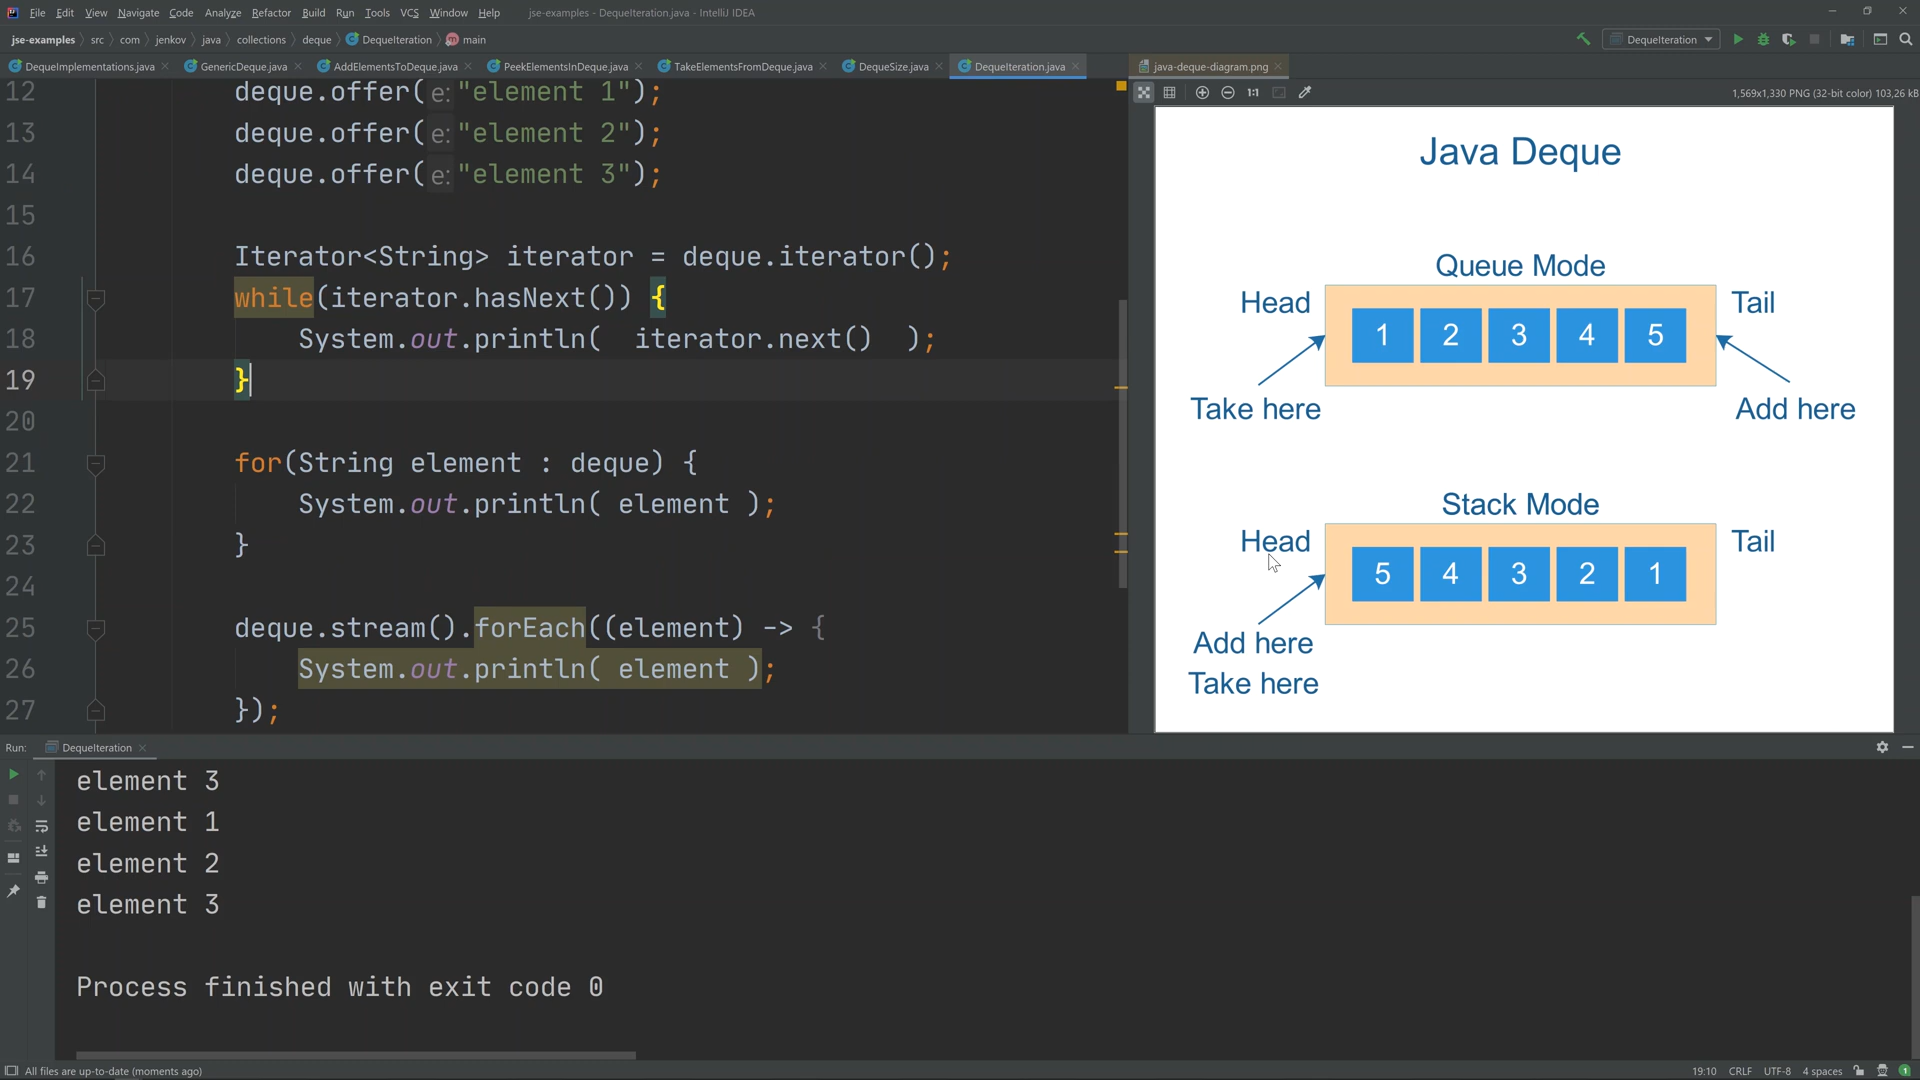 File Edit View Navigate Code Analyze Refactor Build Run Tools VCS Window Help jse-examples - DequeIteration.java - IntelliJ IDEA
jse-examples src com jenkov java collections deque DequeIteration main DequeIteration
DequeImplementations.java GenericDeque.java AddElementsToDeque.java PeekElementsInDeque.java TakeElementsFromDeque.java DequeSize.java DequeIteration.java java-deque-diagram.png
1:1 1,569x1,330 PNG (32-bit color) 103,26 kB
12 deque.offer( e: "element 1");
13 deque.offer( e: "element 2");
14 deque.offer( e: "element 3");
15
16 Iterator<String> iterator = deque.iterator();
17 while(iterator.hasNext()) {
18 System.out.println( iterator.next() );
19 }
20
21 for(String element : deque) {
22 System.out.println( element );
23 }
24
25 deque.stream().forEach((element) -> {
26 System.out.println( element );
27 });
Java Deque
Queue Mode
Head Tail
1 2 3 4 5
Take here Add here
Stack Mode
Head Tail
5 4 3 2 1
Add here
Take here
Run: DequeIteration
element 3
element 1
element 2
element 3
Process finished with exit code 0
All files are up-to-date (moments ago) 19:10 CRLF UTF-8 4 spaces 1